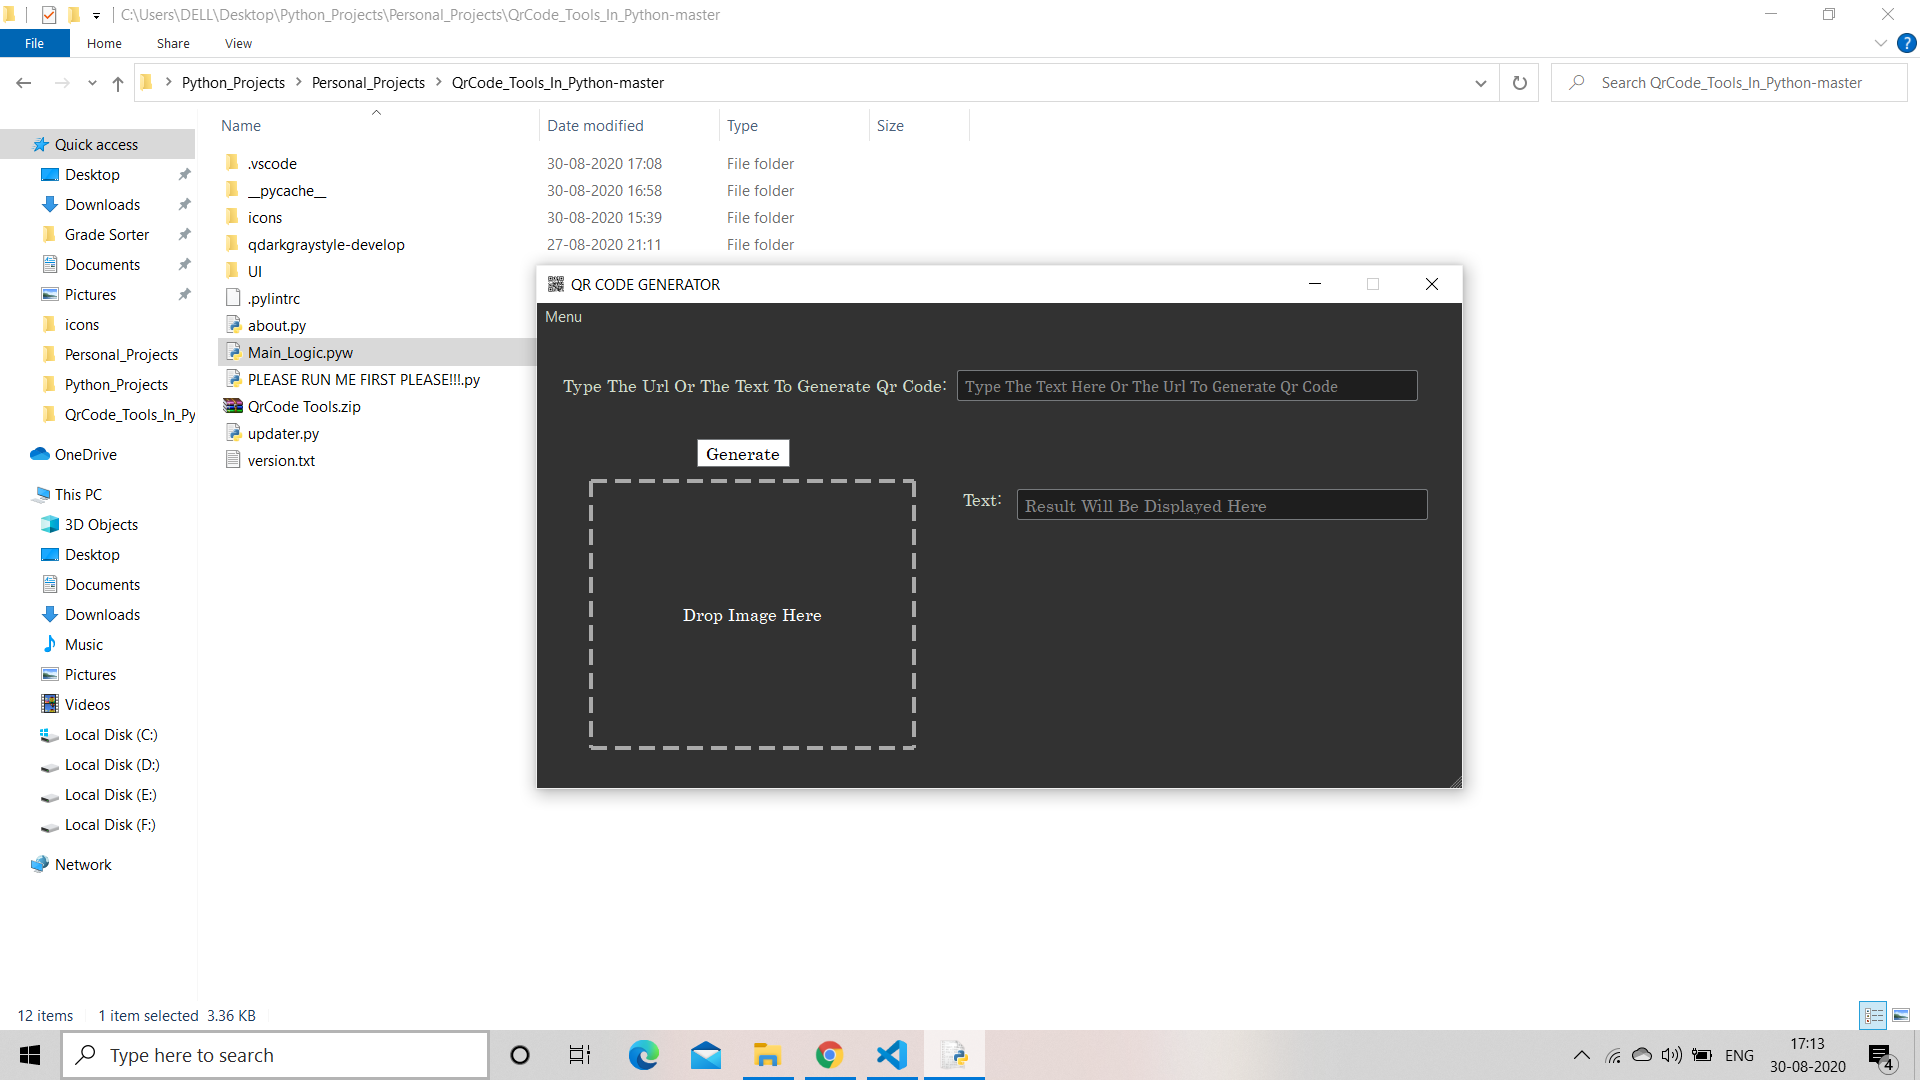 C:\Users\DELL\Desktop\Python_Projects\Personal_Projects\QrCode_Tools_In_Python-master
File Home Share View
Python_Projects > Personal_Projects > QrCode_Tools_In_Python-master
Search QrCode_Tools_In_Python-master
Name Date modified Type Size
Quick access
Desktop
Downloads
Grade Sorter
Documents
Pictures
icons
Personal_Projects
Python_Projects
QrCode_Tools_In_Py
OneDrive
This PC
3D Objects
Desktop
Documents
Downloads
Music
Pictures
Videos
Local Disk (C:)
Local Disk (D:)
Local Disk (E:)
Local Disk (F:)
Network
.vscode 30-08-2020 17:08 File folder
__pycache__ 30-08-2020 16:58 File folder
icons 30-08-2020 15:39 File folder
qdarkgraystyle-develop 27-08-2020 21:11 File folder
UI
.pylintrc
about.py
Main_Logic.pyw
PLEASE RUN ME FIRST PLEASE!!!.py
QrCode Tools.zip
updater.py
version.txt
QR CODE GENERATOR
Menu
Type The Url Or The Text To Generate Qr Code:
Type The Text Here Or The Url To Generate Qr Code
Generate
Drop Image Here
Text:
Result Will Be Displayed Here
12 items 1 item selected 3.36 KB
Type here to search
ENG
17:13
30-08-2020
4